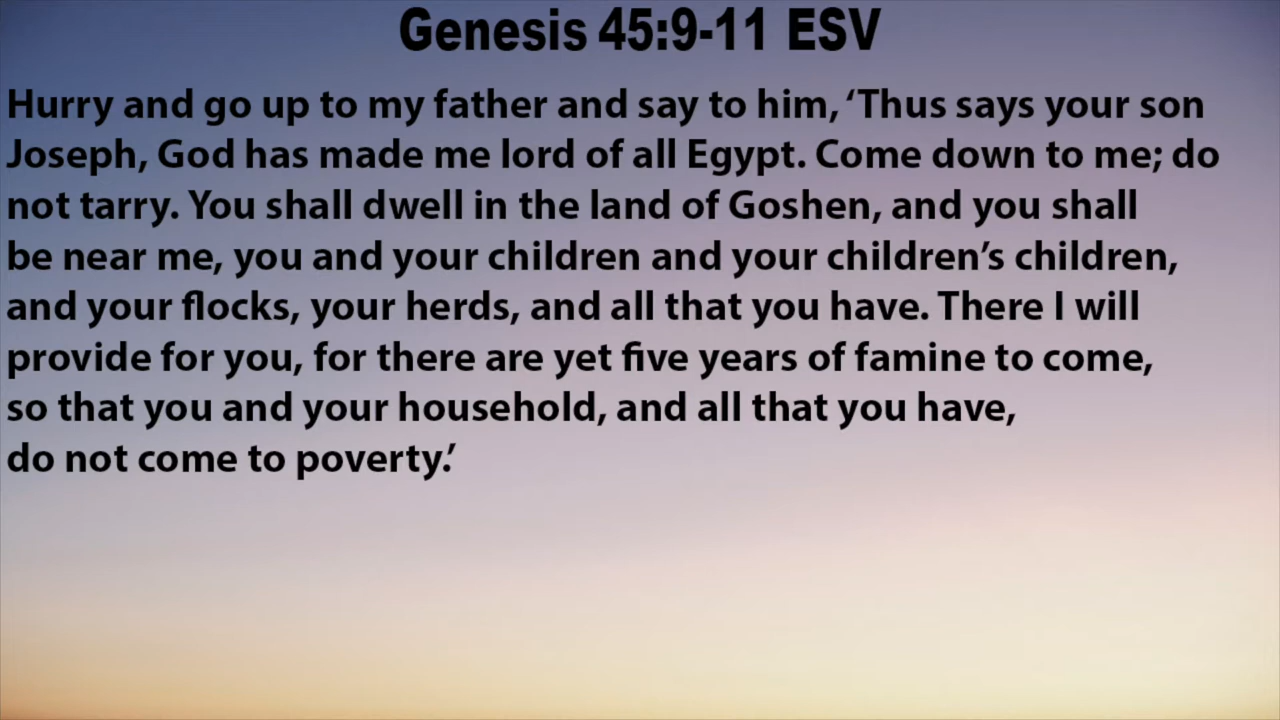 Genesis 45:9-11 ESV
Hurry and go up to my father and say to him, ‘Thus says your son
Joseph, God has made me lord of all Egypt. Come down to me; do
not tarry. You shall dwell in the land of Goshen, and you shall
be near me, you and your children and your children’s children,
and your flocks, your herds, and all that you have. There I will
provide for you, for there are yet five years of famine to come,
so that you and your household, and all that you have,
do not come to poverty.’